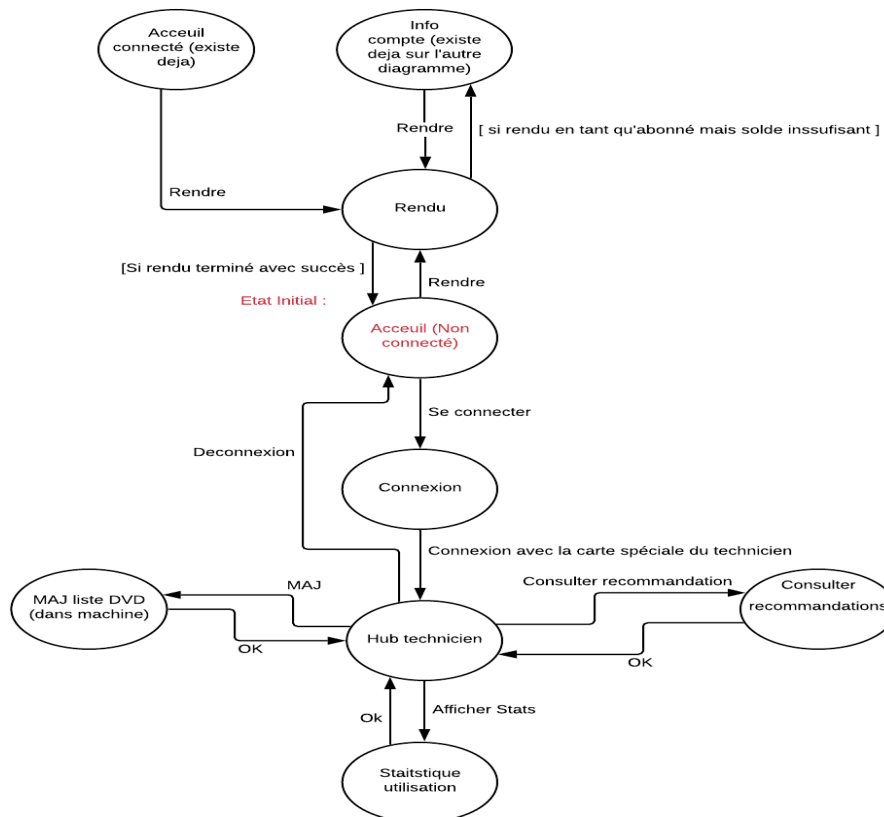 Acceuil
connecté (existe
deja)
Info
compte (existe
deja sur l'autre
diagramme)
Rendre
[ si rendu en tant qu'abonné mais solde inssufisant ]
Rendre
Rendu
[Si rendu terminé avec succès ]
Rendre
Etat Initial :
Acceuil (Non
connecté)
Se connecter
Deconnexion
Connexion
Connexion avec la carte spéciale du technicien
MAJ
Consulter recommandation
MAJ liste DVD
(dans machine)
Consulter
recommandations
OK
Hub technicien
OK
Ok
Afficher Stats
Staitstique
utilisation